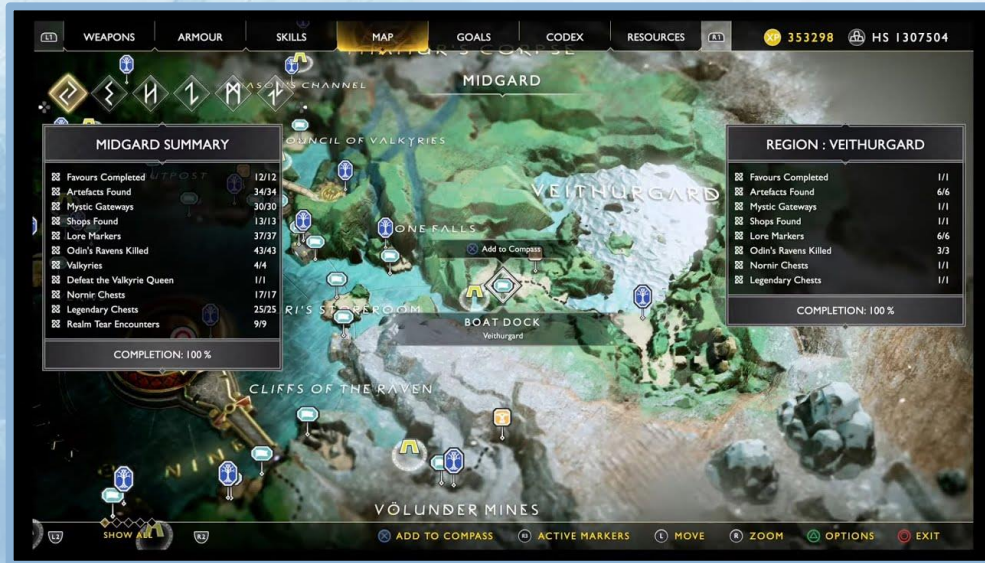 L1 WEAPONS ARMOUR SKILLS MAP GOALS CODEX RESOURCES R1 XP 353298 HS 1307504
MIDGARD
COUNCIL OF VALKYRIES
VEITHURGARD
MIDGARD SUMMARY
Favours Completed 12/12
Artefacts Found 34/34
Mystic Gateways 30/30
Shops Found 13/13
Lore Markers 37/37
Odin's Ravens Killed 43/43
Valkyries 4/4
Defeat the Valkyrie Queen 1/1
Nornir Chests 17/17
Legendary Chests 25/25
Realm Tear Encounters 9/9
COMPLETION: 100 %
REGION : VEITHURGARD
Favours Completed 1/1
Artefacts Found 6/6
Mystic Gateways 1/1
Shops Found 1/1
Lore Markers 6/6
Odin's Ravens Killed 3/3
Nornir Chests 1/1
Legendary Chests 1/1
COMPLETION: 100 %
FALLS
Add to Compass
BOAT DOCK
Veithurgard
CLIFFS OF THE RAVEN
VÖLUNDER MINES
L2 SHOW ALL R2
ADD TO COMPASS R3 ACTIVE MARKERS L MOVE R ZOOM OPTIONS EXIT